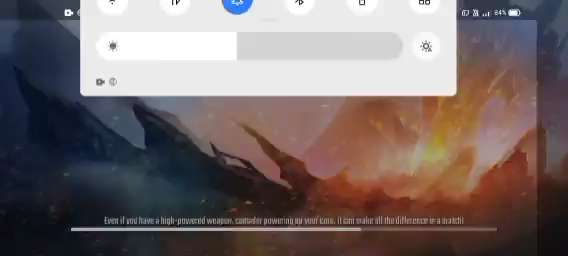 84%
Even if you have a high-powered weapon, consider powering up your core. It can make all the difference in a match!